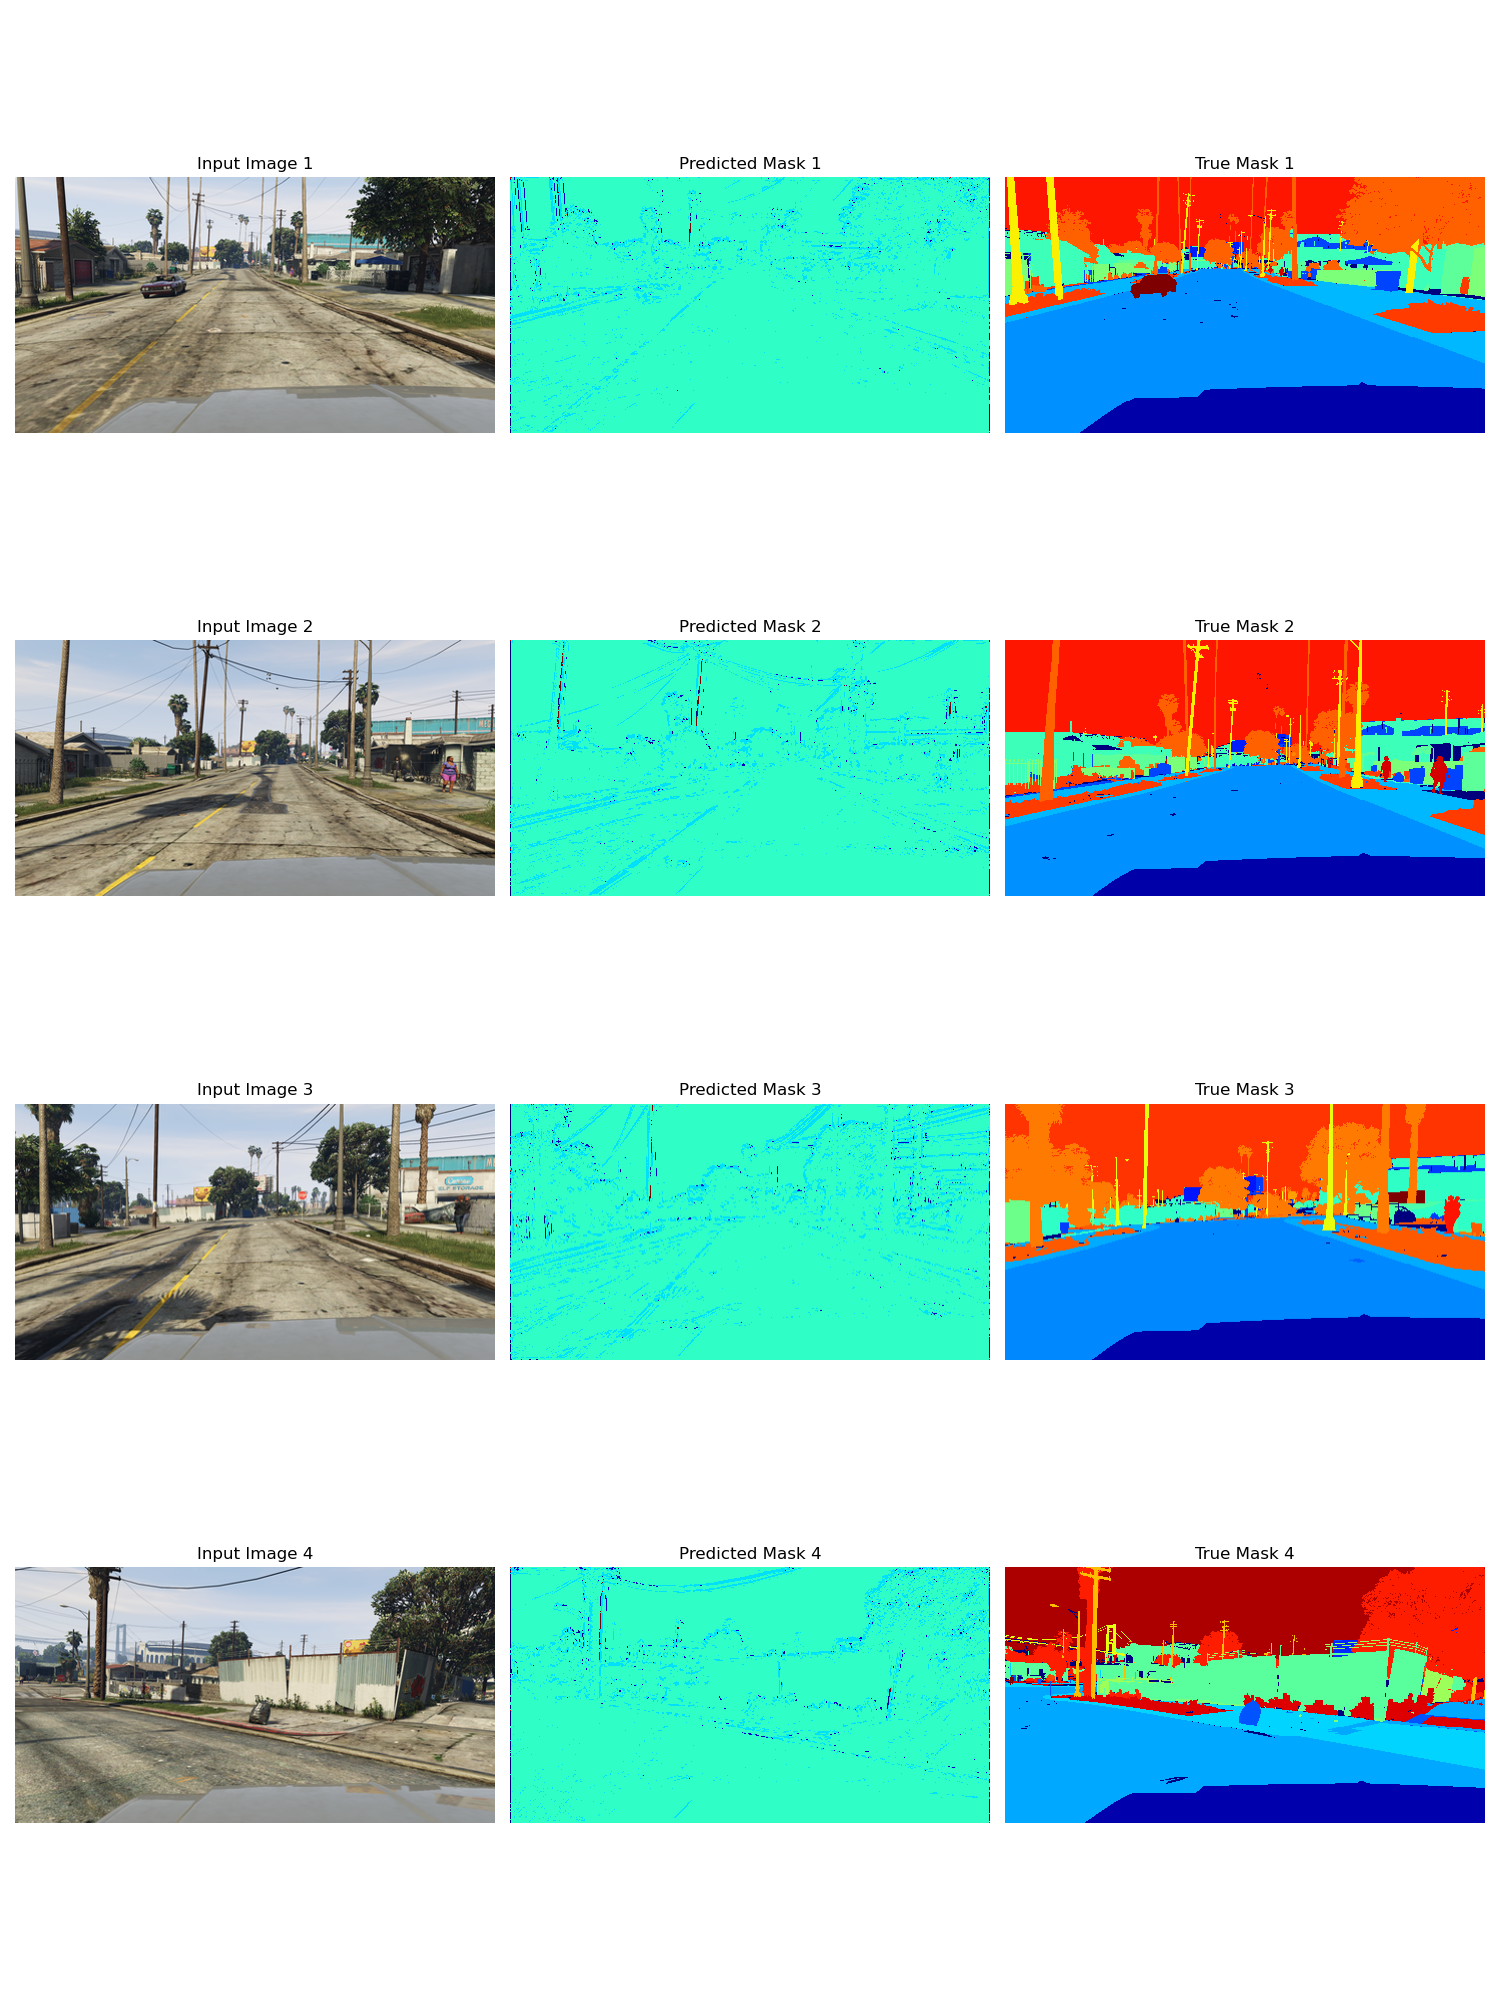 Input Image 1
Predicted Mask 1
True Mask 1
Input Image 2
Predicted Mask 2
True Mask 2
Input Image 3
Predicted Mask 3
True Mask 3
Input Image 4
Predicted Mask 4
True Mask 4